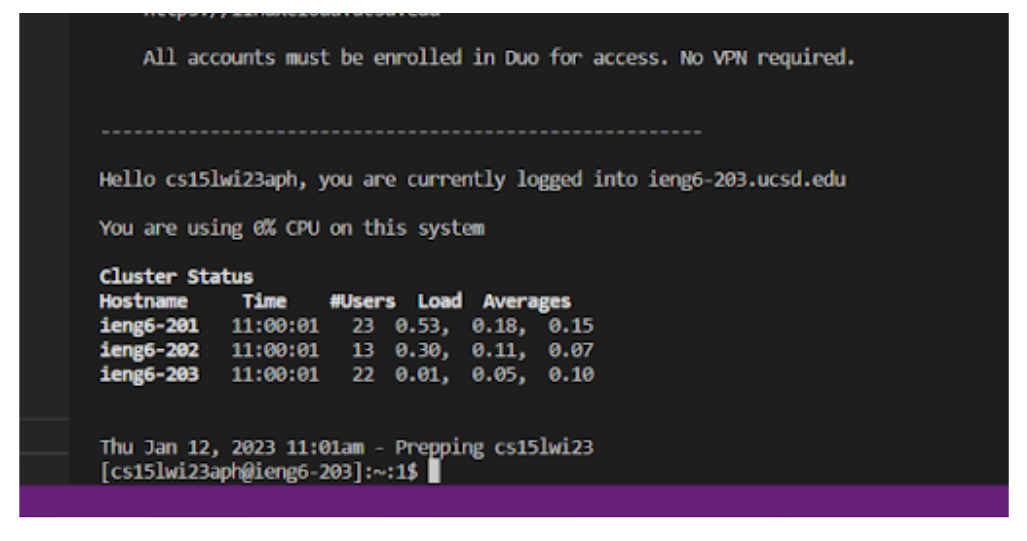 All accounts must be enrolled in Duo for access. No VPN required.
-------------------------------------------------------
Hello cs15lwi23aph, you are currently logged into ieng6-203.ucsd.edu
You are using 0% CPU on this system
Cluster Status
Hostname Time #Users Load Averages
ieng6-201 11:00:01 23 0.53, 0.18, 0.15
ieng6-202 11:00:01 13 0.30, 0.11, 0.07
ieng6-203 11:00:01 22 0.01, 0.05, 0.10
Thu Jan 12, 2023 11:01am - Prepping cs15lwi23
[cs15lwi23aph@ieng6-203]:~:1$